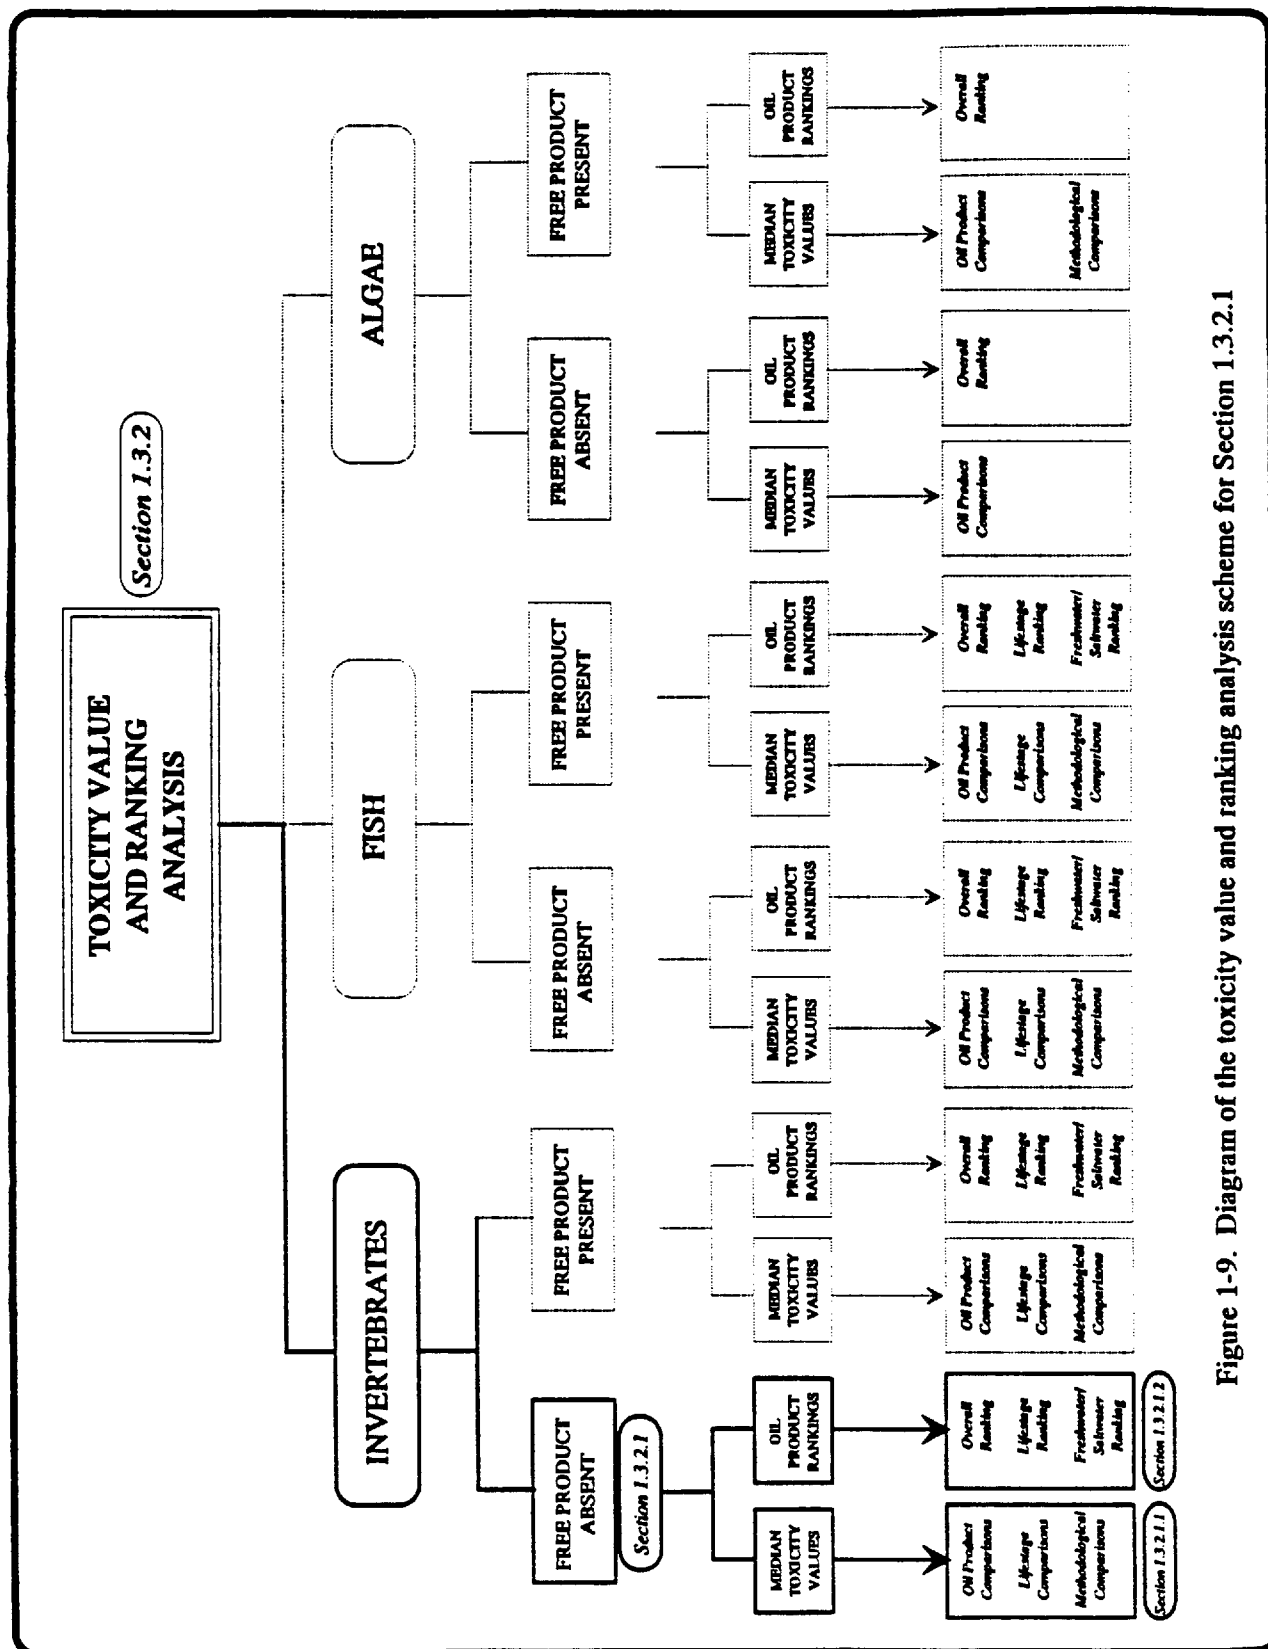 TOXICITY VALUE
AND RANKING
ANALYSIS
Section 1.3.2
INVERTEBRATES
FISH
ALGAE
FREE PRODUCT
ABSENT
Section 1.3.2.1
FREE PRODUCT
PRESENT
FREE PRODUCT
ABSENT
FREE PRODUCT
PRESENT
FREE PRODUCT
ABSENT
FREE PRODUCT
PRESENT
MEDIAN
TOXICITY
VALUES
OIL
PRODUCT
RANKINGS
MEDIAN
TOXICITY
VALUES
OIL
PRODUCT
RANKINGS
MEDIAN
TOXICITY
VALUES
OIL
PRODUCT
RANKINGS
MEDIAN
TOXICITY
VALUES
OIL
PRODUCT
RANKINGS
MEDIAN
TOXICITY
VALUES
OIL
PRODUCT
RANKINGS
MEDIAN
TOXICITY
VALUES
OIL
PRODUCT
RANKINGS
Oil Product
Comparisons
Lifestage
Comparisons
Methodological
Comparisons
Section 1.3.2.1.1
Overall
Ranking
Lifestage
Ranking
Freshwater/
Saltwater
Ranking
Section 1.3.2.1.2
Oil Product
Comparisons
Lifestage
Comparisons
Methodological
Comparisons
Overall
Ranking
Lifestage
Ranking
Freshwater/
Saltwater
Ranking
Oil Product
Comparisons
Lifestage
Comparisons
Methodological
Comparisons
Overall
Ranking
Lifestage
Ranking
Freshwater/
Saltwater
Ranking
Oil Product
Comparisons
Lifestage
Comparisons
Methodological
Comparisons
Overall
Ranking
Lifestage
Ranking
Freshwater/
Saltwater
Ranking
Oil Product
Comparisons
Overall
Ranking
Oil Product
Comparisons
Methodological
Comparisons
Overall
Ranking
Figure 1-9. Diagram of the toxicity value and ranking analysis scheme for Section 1.3.2.1